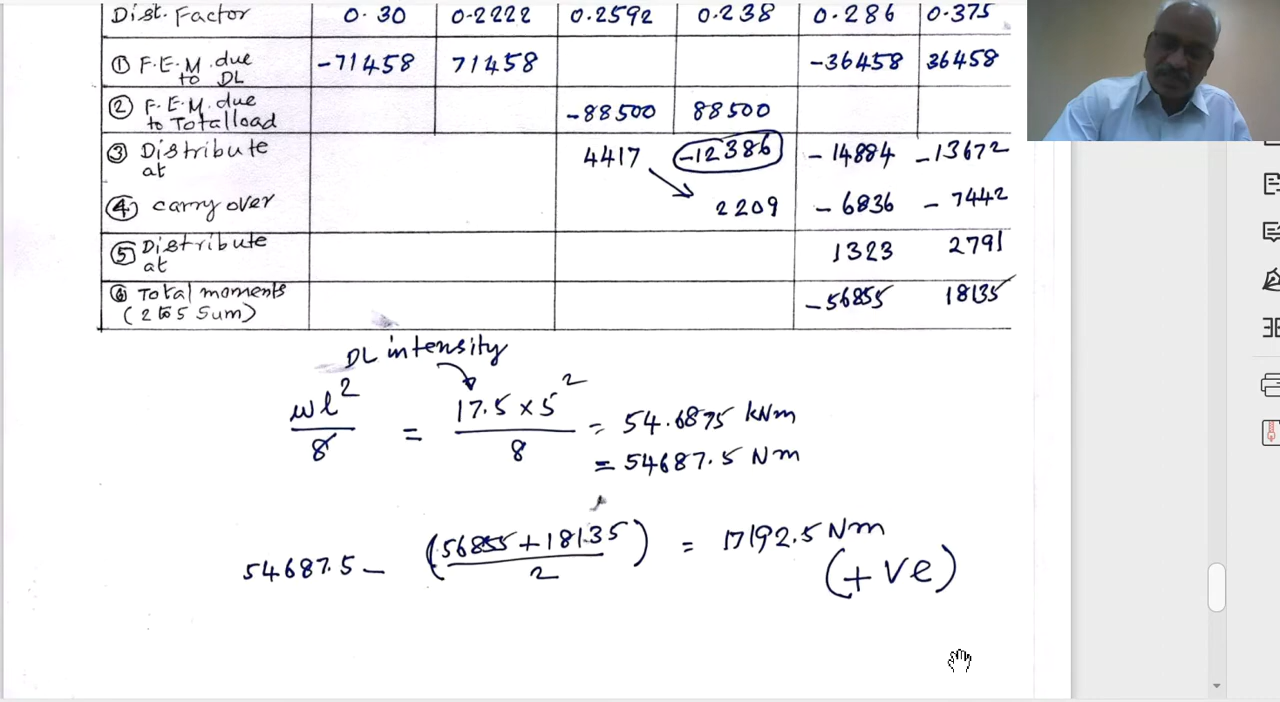 Dist. Factor 0.30 0.2222 0.2592 0.238 0.286 0.375
① F.E.M. due to DL -71458 71458 -36458 36458
② F.E.M. due to Total load -88500 88500
③ Distribute at 4417 -12386 -14884 -13672
④ carry over 2209 -6836 -7442
⑤ Distribute at 1323 2791
⑥ Total moments (2 to 5 Sum) -56855 18135
DL intensity
wl²/8 = 17.5 × 5²/8 = 54.6875 kNm
= 54687.5 Nm
54687.5 - (56855+18135)/2 = 17192.5 Nm
(+ve)